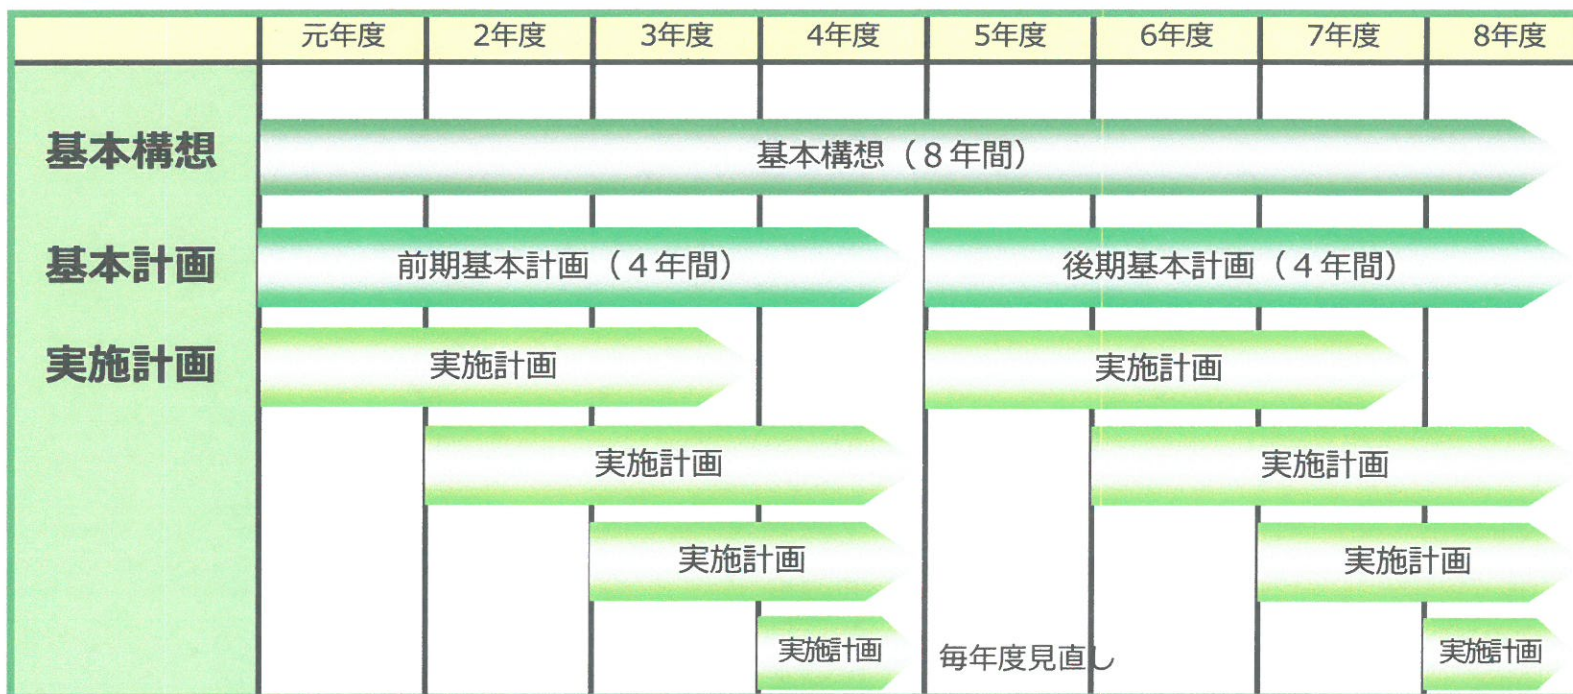 元年度 2年度 3年度 4年度 5年度 6年度 7年度 8年度
基本構想 基本構想（８年間）
基本計画 前期基本計画（４年間） 後期基本計画（４年間）
実施計画 実施計画 実施計画
実施計画 実施計画
実施計画 実施計画
実施計画 毎年度見直し 実施計画